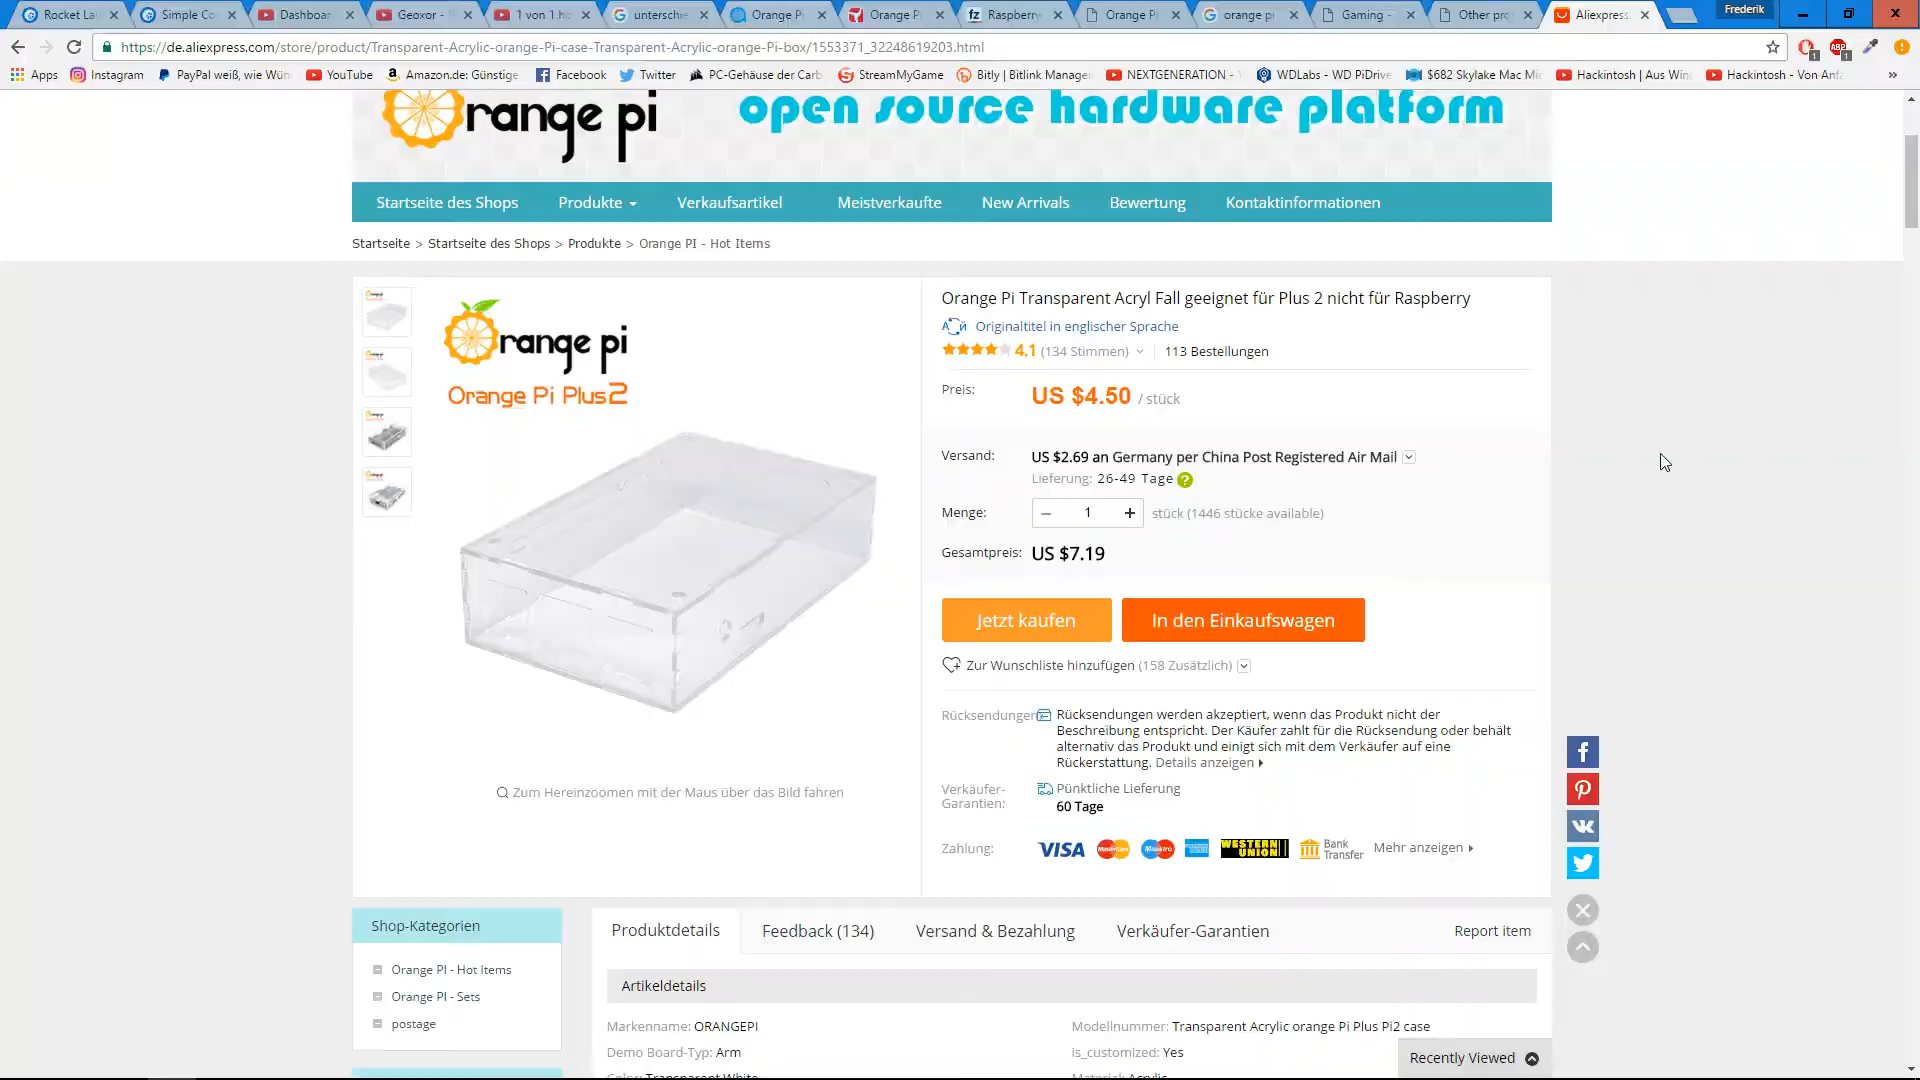 Rocket La
Simple Co
Dashboar
Geoxor -
1 von 1.he
unterschie
Orange P
Orange P
Raspberry
Orange P
orange pi
Gaming -
Other pro
Aliexpress.
Frederik
https://de.aliexpress.com/store/product/Transparent-Acrylic-orange-Pi-case-Transparent-Acrylic-orange-Pi-box/1553371_32248619203.html
Apps
Instagram
PayPal weiß, wie Wün
YouTube
Amazon.de: Günstige
Facebook
Twitter
PC-Gehäuse der Carb
StreamMyGame
Bitly | Bitlink Manage
NEXTGENERATION -
WDLabs - WD PiDrive
$682 Skylake Mac Mi
Hackintosh | Aus Win
Hackintosh - Von Anfa
range pi
open source hardware platform
Startseite des Shops
Produkte
Verkaufsartikel
Meistverkaufte
New Arrivals
Bewertung
Kontaktinformationen
Startseite > Startseite des Shops > Produkte > Orange PI - Hot Items
range pi
Orange Pi Plus2
Zum Hereinzoomen mit der Maus über das Bild fahren
Orange Pi Transparent Acryl Fall geeignet für Plus 2 nicht für Raspberry
Originaltitel in englischer Sprache
4.1 (134 Stimmen) 113 Bestellungen
Preis: US $4.50 / stück
Versand: US $2.69 an Germany per China Post Registered Air Mail
Lieferung: 26-49 Tage ?
Menge: – 1 + stück (1446 stücke available)
Gesamtpreis: US $7.19
Jetzt kaufen
In den Einkaufswagen
Zur Wunschliste hinzufügen (158 Zusätzlich)
Rücksendungen Rücksendungen werden akzeptiert, wenn das Produkt nicht der
Beschreibung entspricht. Der Käufer zahlt für die Rücksendung oder behält
alternativ das Produkt und einigt sich mit dem Verkäufer auf eine
Rückerstattung. Details anzeigen
Verkäufer-
Garantien:
Pünktliche Lieferung
60 Tage
Zahlung: VISA MasterCard Maestro WESTERN UNION Bank Transfer Mehr anzeigen
Shop-Kategorien
Orange PI - Hot Items
Orange PI - Sets
postage
Produktdetails
Feedback (134)
Versand & Bezahlung
Verkäufer-Garantien
Report item
Artikeldetails
Markenname: ORANGEPI
Modellnummer: Transparent Acrylic orange Pi Plus Pi2 case
Demo Board-Typ: Arm
is_customized: Yes
Color: Transparent White
Material: Acrylic
Recently Viewed